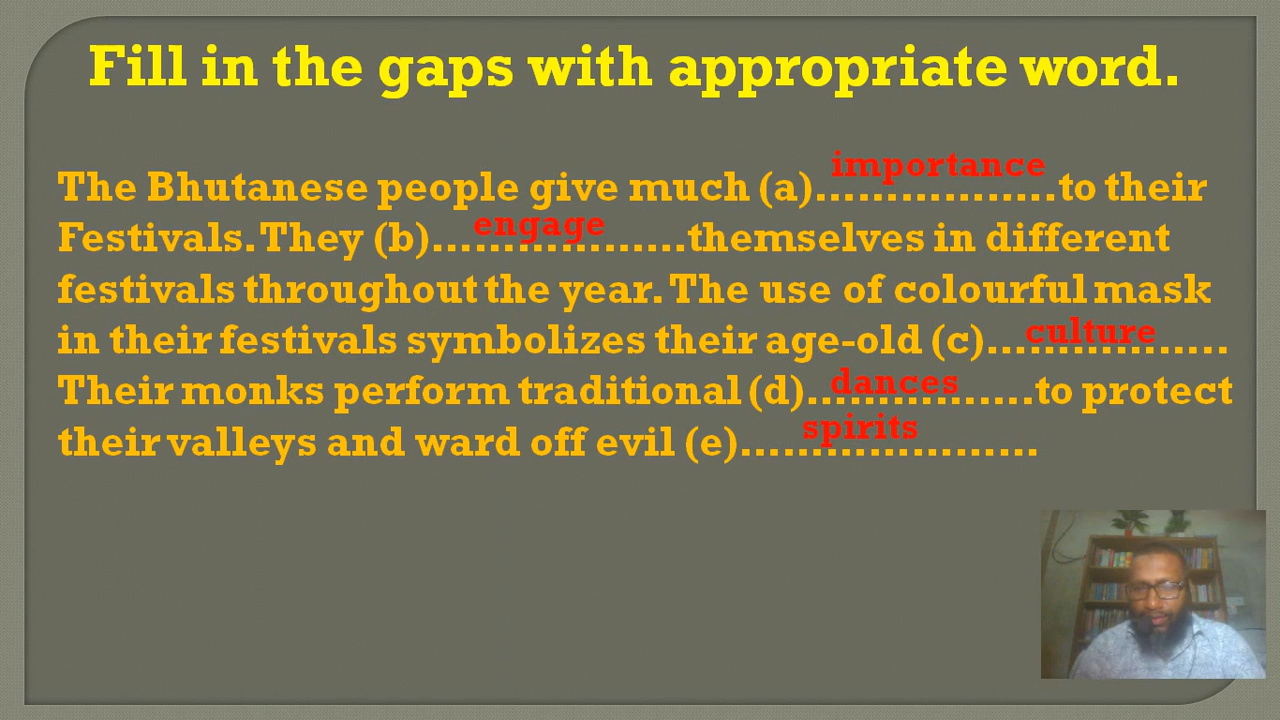 Fill in the gaps with appropriate word.
The Bhutanese people give much (a)……………..to their
importance
Festivals. They (b)………………themselves in different
engage
festivals throughout the year. The use of colourful mask
in their festivals symbolizes their age-old (c)……………..
culture
Their monks perform traditional (d)……………to protect
dances
their valleys and ward off evil (e)…………………
spirits